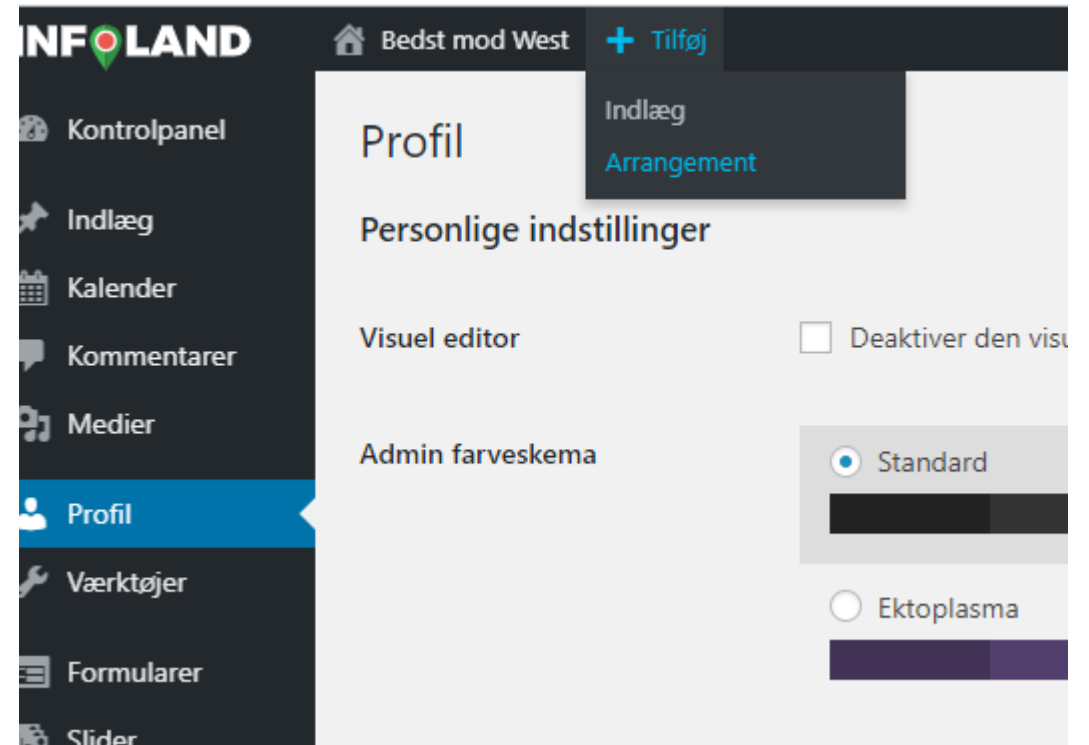 INFOLAND
Bedst mod West
Tilføj
Indlæg
Arrangement
Kontrolpanel
Indlæg
Kalender
Kommentarer
Medier
Profil
Værktøjer
Formularer
Slider
Profil
Personlige indstillinger
Visuel editor
Deaktiver den visu
Admin farveskema
Standard
Ektoplasma